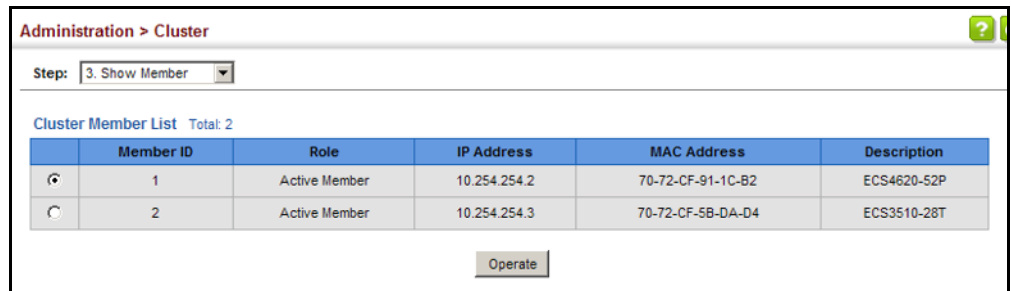 Administration > Cluster
?
Step: 3. Show Member
Cluster Member List Total: 2
Member ID Role IP Address MAC Address Description
1 Active Member 10.254.254.2 70-72-CF-91-1C-B2 ECS4620-52P
2 Active Member 10.254.254.3 70-72-CF-5B-DA-D4 ECS3510-28T
Operate